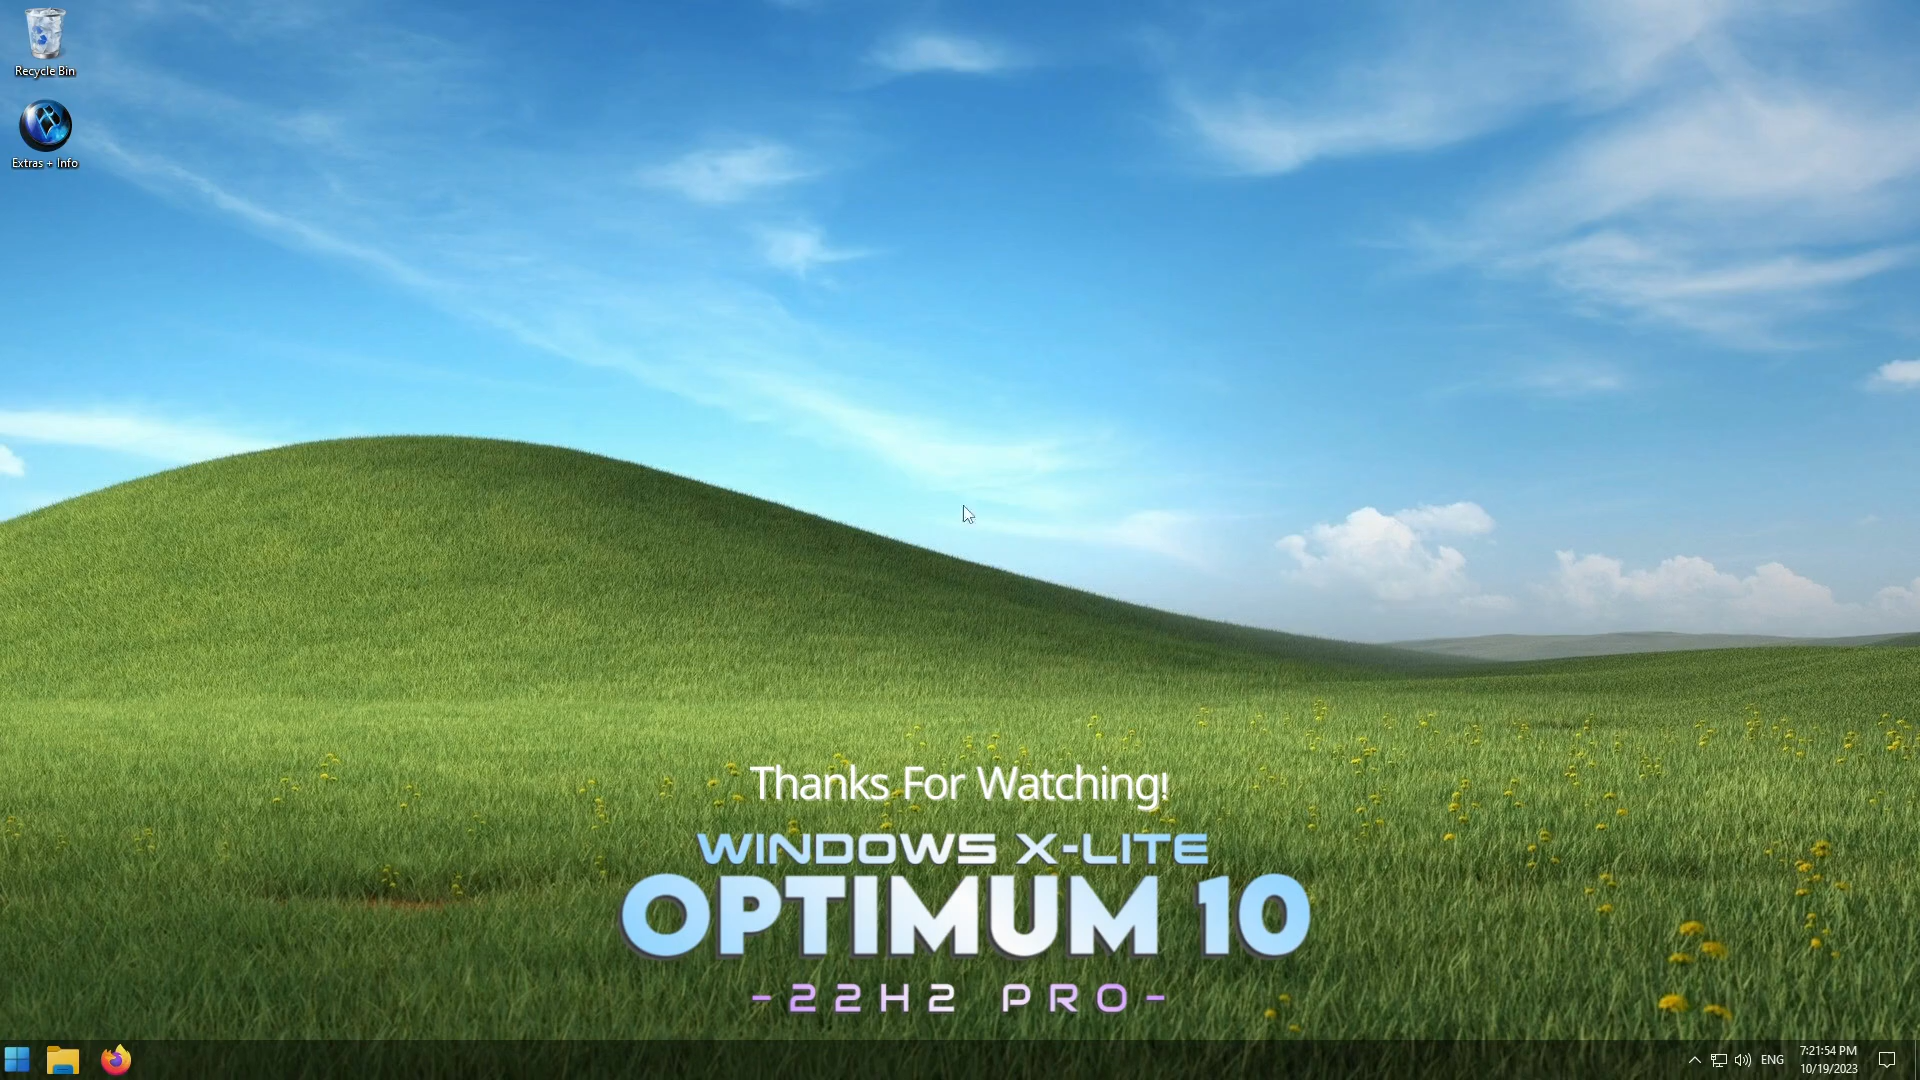 Recycle Bin
Extras + Info
Thanks For Watching!
WINDOWS X-LITE
OPTIMUM 10
-22H2 PRO-
ENG
7:21:54 PM
10/19/2023